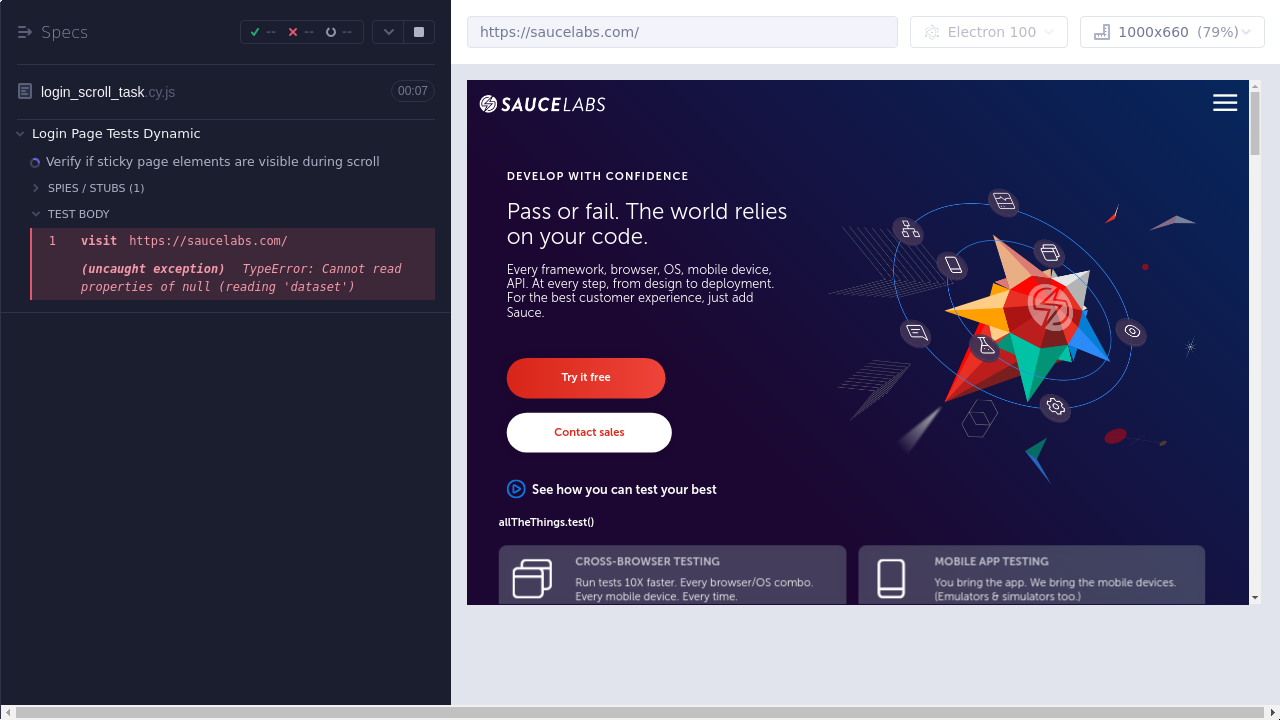 Specs
--
--
--
https://saucelabs.com/
Electron 100
1000x660 (79%)
login_scroll_task.cy.js
00:07
Login Page Tests Dynamic
Verify if sticky page elements are visible during scroll
SPIES / STUBS (1)
TEST BODY
1 visit https://saucelabs.com/
(uncaught exception) TypeError: Cannot read
properties of null (reading 'dataset')
SAUCELABS
DEVELOP WITH CONFIDENCE
Pass or fail. The world relies
on your code.
Every framework, browser, OS, mobile device,
API. At every step, from design to deployment.
For the best customer experience, just add
Sauce.
Try it free
Contact sales
See how you can test your best
allTheThings.test()
CROSS-BROWSER TESTING
Run tests 10X faster. Every browser/OS combo.
Every mobile device. Every time.
MOBILE APP TESTING
You bring the app. We bring the mobile devices.
(Emulators & simulators too.)